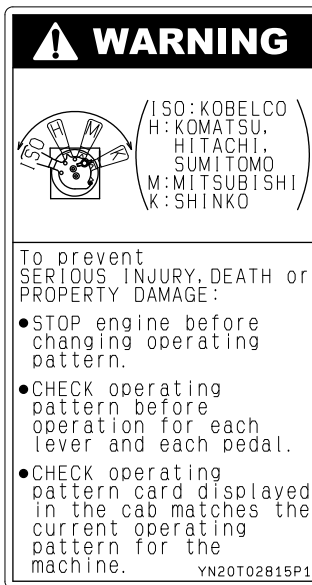 WARNING
ISO H M K
ISO:KOBELCO
H:KOMATSU,
HITACHI,
SUMITOMO
M:MITSUBISHI
K:SHINKO
To prevent
SERIOUS INJURY, DEATH or
PROPERTY DAMAGE:
●STOP engine before
changing operating
pattern.
●CHECK operating
pattern before
operation for each
lever and each pedal.
●CHECK operating
pattern card displayed
in the cab matches the
current operating
pattern for the
machine. YN20T02815P1